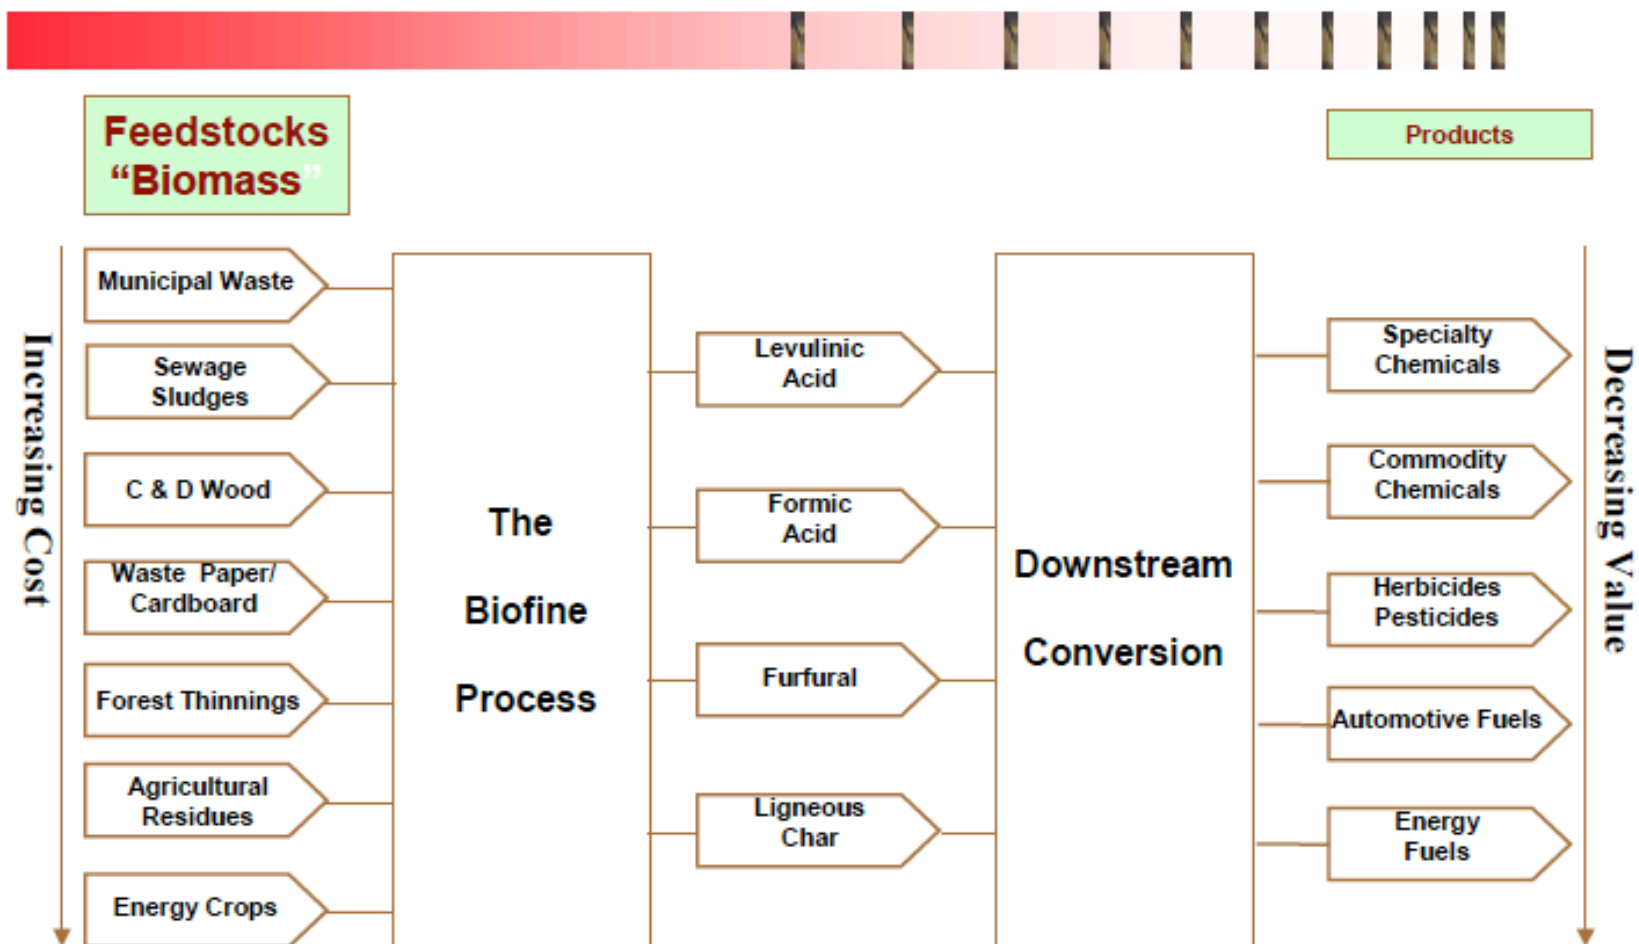 Feedstocks
“Biomass”
Products
Increasing Cost
Municipal Waste
Sewage
Sludges
C & D Wood
Waste Paper/
Cardboard
Forest Thinnings
Agricultural
Residues
Energy Crops
The
Biofine
Process
Levulinic
Acid
Formic
Acid
Furfural
Ligneous
Char
Downstream
Conversion
Specialty
Chemicals
Commodity
Chemicals
Herbicides
Pesticides
Automotive Fuels
Energy
Fuels
Decreasing Value